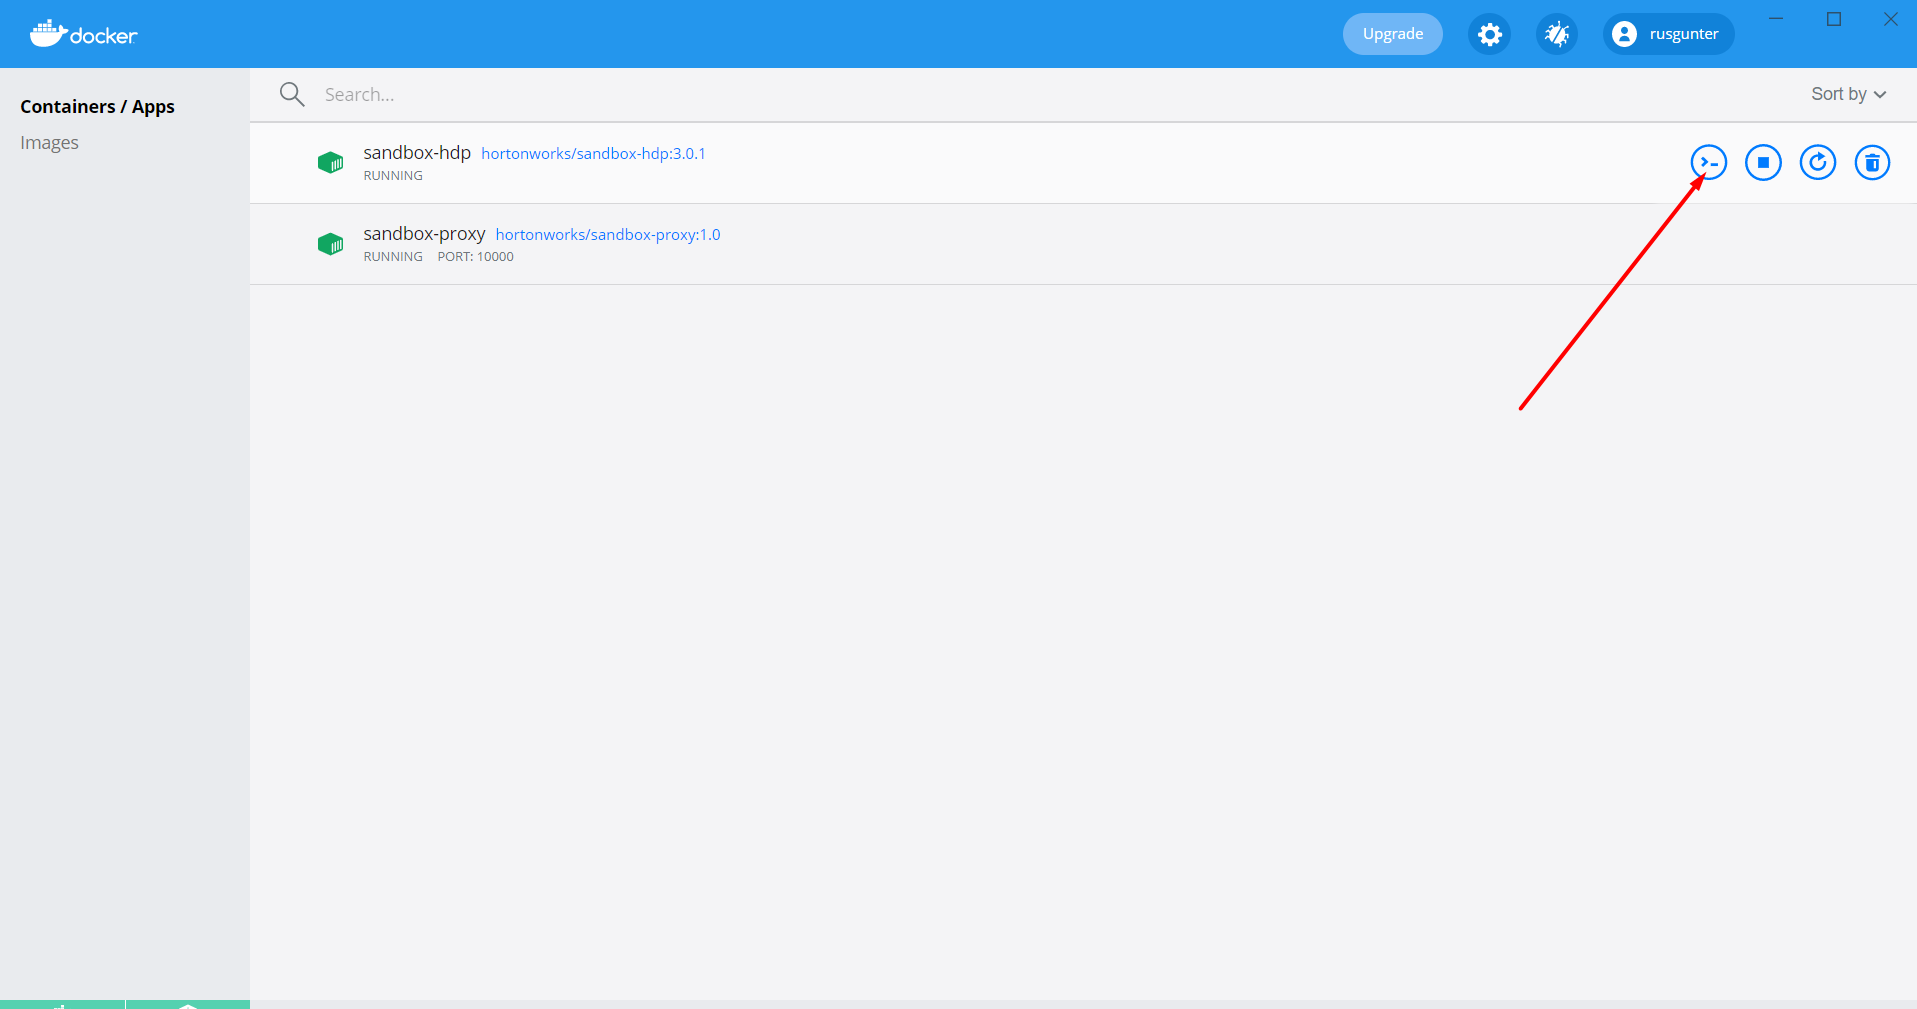 docker
Upgrade
rusgunter
Containers / Apps
Images
Search...
Sort by
sandbox-hdp hortonworks/sandbox-hdp:3.0.1
RUNNING
sandbox-proxy hortonworks/sandbox-proxy:1.0
RUNNING PORT: 10000